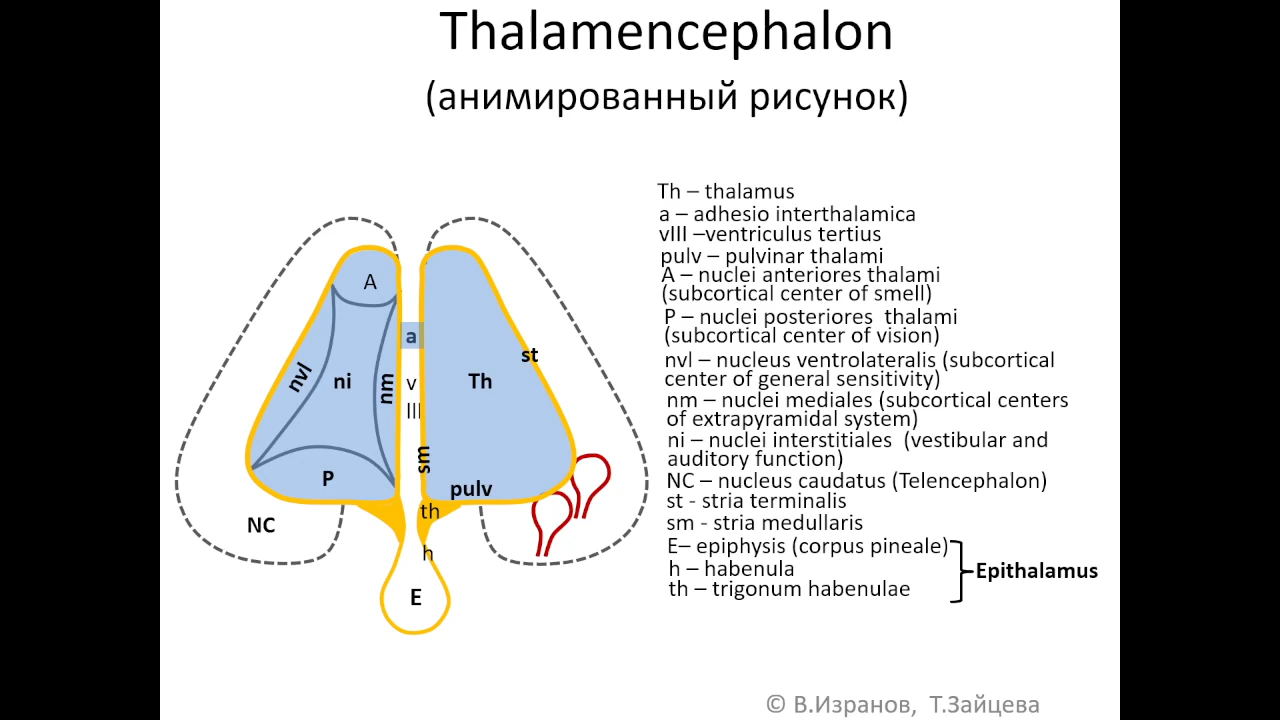 Thalamencephalon
(анимированный рисунок)
Th – thalamus
a – adhesio interthalamica
vIII –ventriculus tertius
pulv – pulvinar thalami
A – nuclei anteriores thalami
(subcortical center of smell)
P – nuclei posteriores thalami
(subcortical center of vision)
nvl – nucleus ventrolateralis (subcortical
center of general sensitivity)
nm – nuclei mediales (subcortical centers
of extrapyramidal system)
ni – nuclei interstitiales (vestibular and
auditory function)
NC – nucleus caudatus (Telencephalon)
st - stria terminalis
sm - stria medullaris
E– epiphysis (corpus pineale)
h – habenula
th – trigonum habenulae
Epithalamus
A
a
st
nvl
ni
nm
v
III
Th
sm
P
pulv
th
NC
h
E
© В.Изранов, Т.Зайцева